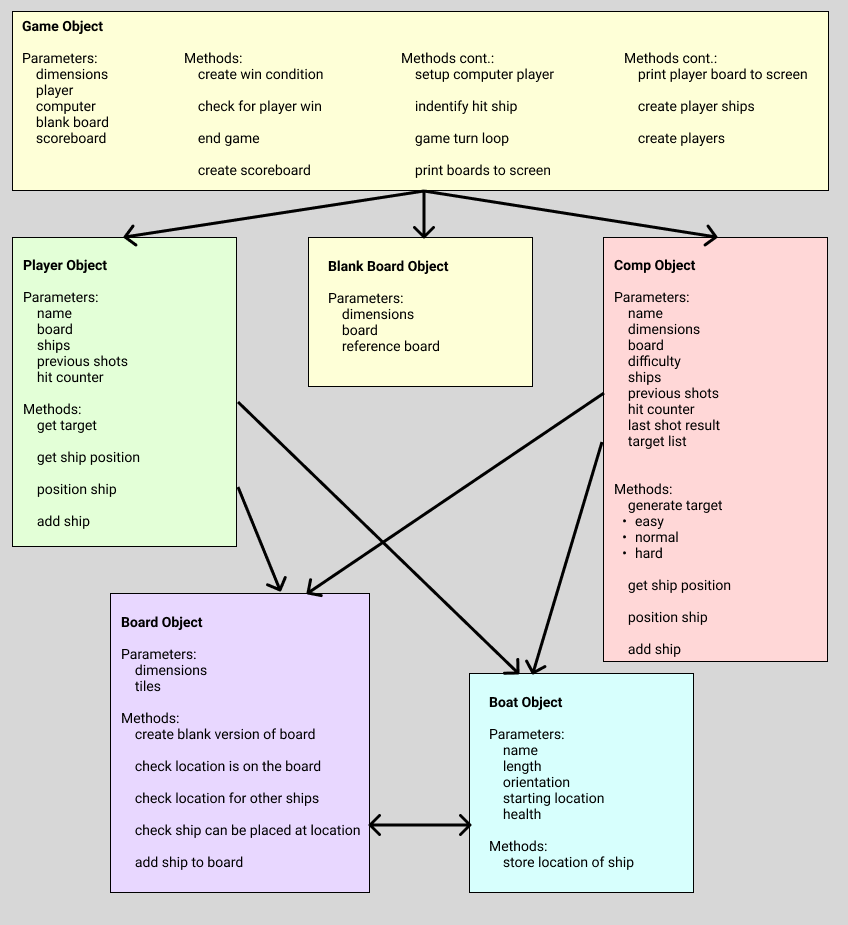 Game Object
Parameters:
dimensions
player
computer
blank board
scoreboard
Methods:
create win condition
check for player win
end game
create scoreboard
Methods cont.:
setup computer player
indentify hit ship
game turn loop
print boards to screen
Methods cont.:
print player board to screen
create player ships
create players
Player Object
Parameters:
name
board
ships
previous shots
hit counter
Methods:
get target
get ship position
position ship
add ship
Blank Board Object
Parameters:
dimensions
board
reference board
Comp Object
Parameters:
name
dimensions
board
difficulty
ships
previous shots
hit counter
last shot result
target list
Methods:
generate target
• easy
• normal
• hard
get ship position
position ship
add ship
Board Object
Parameters:
dimensions
tiles
Methods:
create blank version of board
check location is on the board
check location for other ships
check ship can be placed at location
add ship to board
Boat Object
Parameters:
name
length
orientation
starting location
health
Methods:
store location of ship